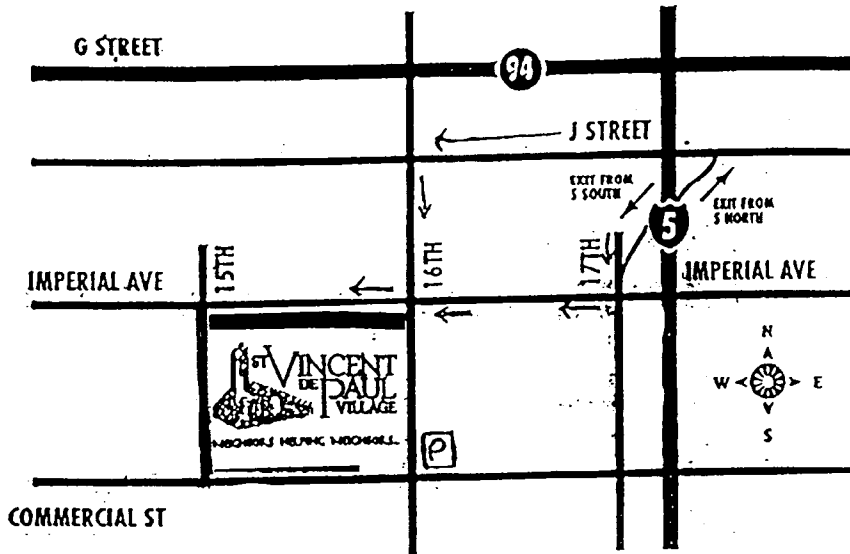 G STREET
94
J STREET
EXIT FROM
5 SOUTH
EXIT FROM
5 NORTH
5
15TH
16TH
17TH
IMPERIAL AVE
IMPERIAL AVE
ST VINCENT
DE PAUL
VILLAGE
NEIGHBORS HELPING NEIGHBORS...
P
N
W
E
S
COMMERCIAL ST